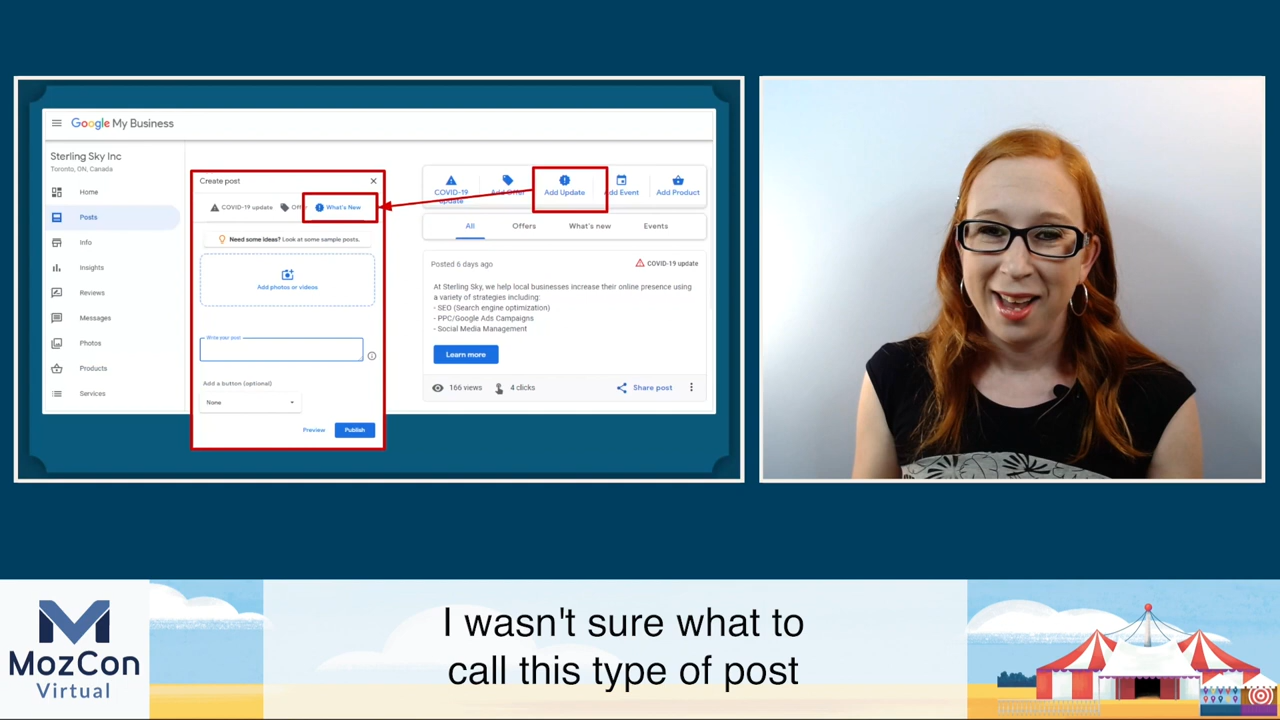 Google My Business
Sterling Sky Inc
Toronto, ON, Canada
Home
Posts
Info
Insights
Reviews
Messages
Photos
Products
Services
Create post
COVID-19 update
What's New
Need some ideas? Look at some sample posts.
Add photos or videos
Write your post
Add a button (optional)
None
Preview Publish
COVID-19 update
Add Offer
Add Update
Add Event
Add Product
All Offers What's new Events
Posted 6 days ago COVID-19 update
At Sterling Sky, we help local businesses increase their online presence using
a variety of strategies including:
- SEO (Search engine optimization)
- PPC/Google Ads Campaigns
- Social Media Management
Learn more
166 views 4 clicks Share post
MozCon
Virtual
I wasn't sure what to
call this type of post